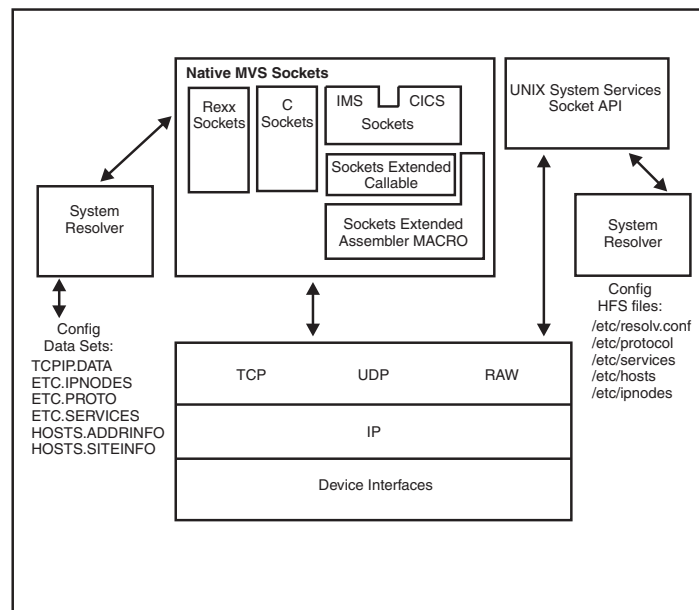 Native MVS Sockets
Rexx
Sockets
C
Sockets
IMS
CICS
Sockets
Sockets Extended
Callable
Sockets Extended
Assembler MACRO
UNIX System Services
Socket API
System
Resolver
System
Resolver
Config
Data Sets:
TCPIP.DATA
ETC.IPNODES
ETC.PROTO
ETC.SERVICES
HOSTS.ADDRINFO
HOSTS.SITEINFO
Config
HFS files:
/etc/resolv.conf
/etc/protocol
/etc/services
/etc/hosts
/etc/ipnodes
TCP
UDP
RAW
IP
Device Interfaces